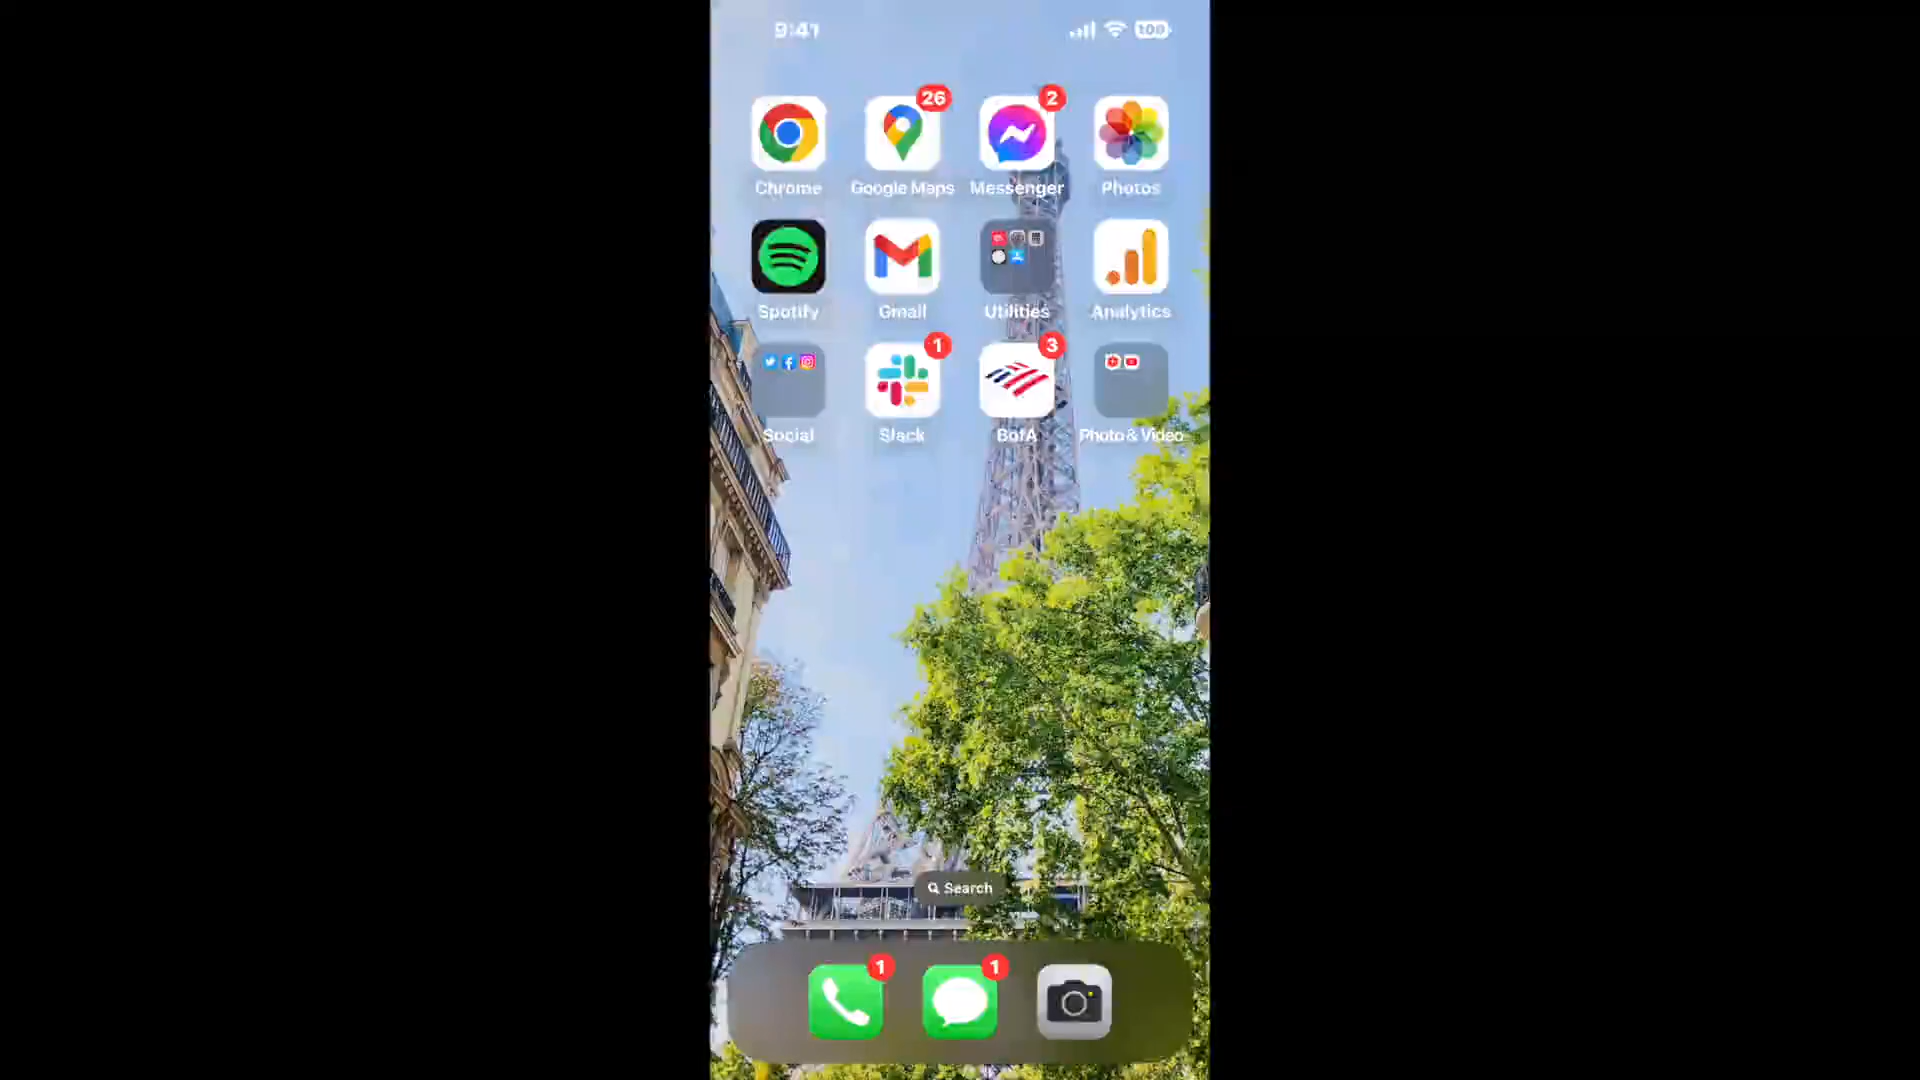 9:41
100
26
2
Chrome
Google Maps
Messenger
Photos
Spotify
Gmail
Utilities
Analytics
1
3
Social
Slack
BofA
Photo & Video
Search
1
1